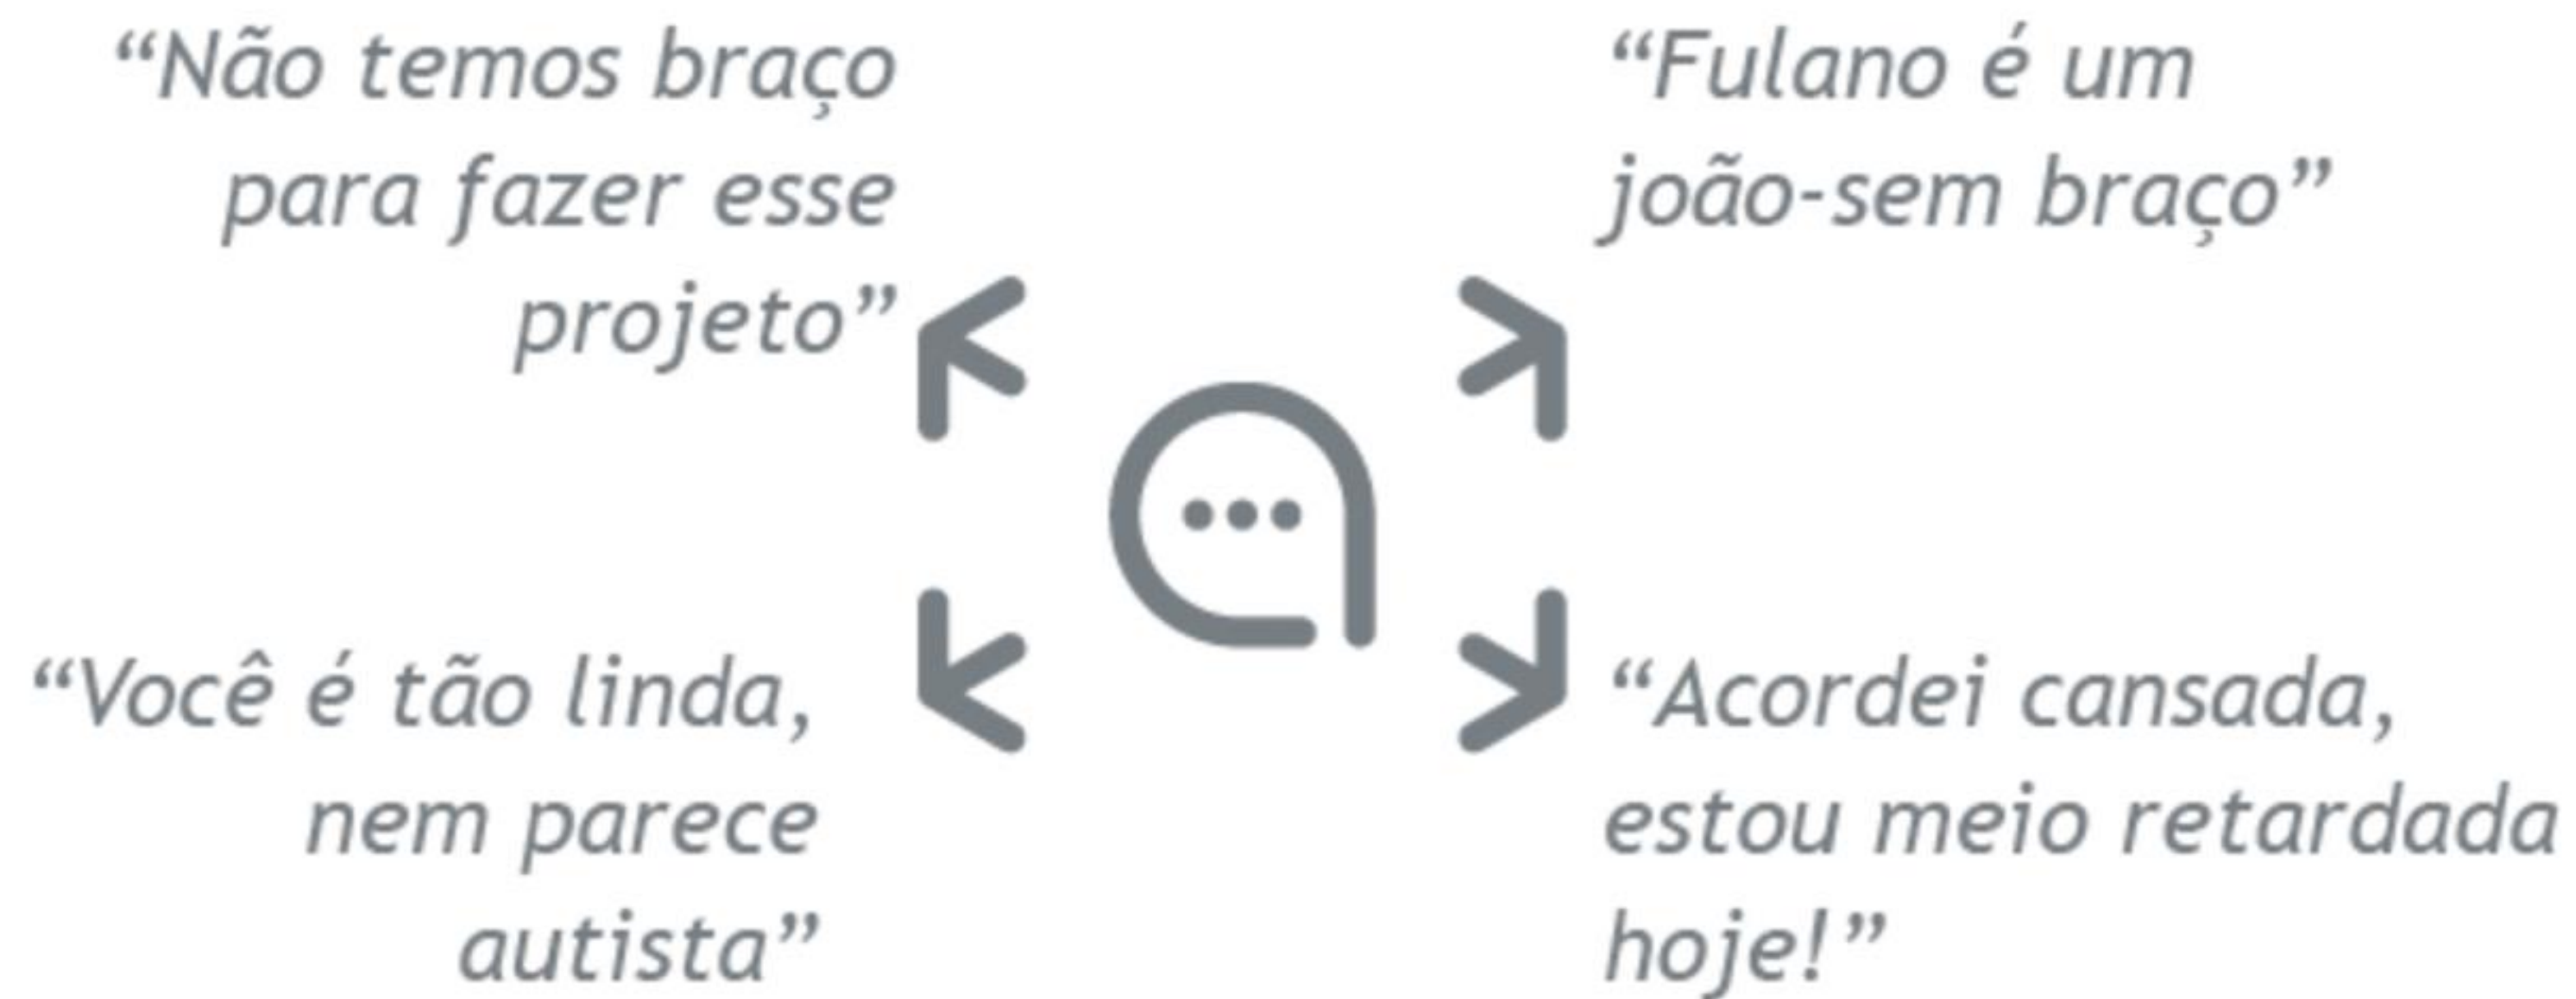 “Não temos braço
para fazer esse
projeto”
“Fulano é um
joão-sem braço”
“Você é tão linda,
nem parece
autista”
“Acordei cansada,
estou meio retardada
hoje!”